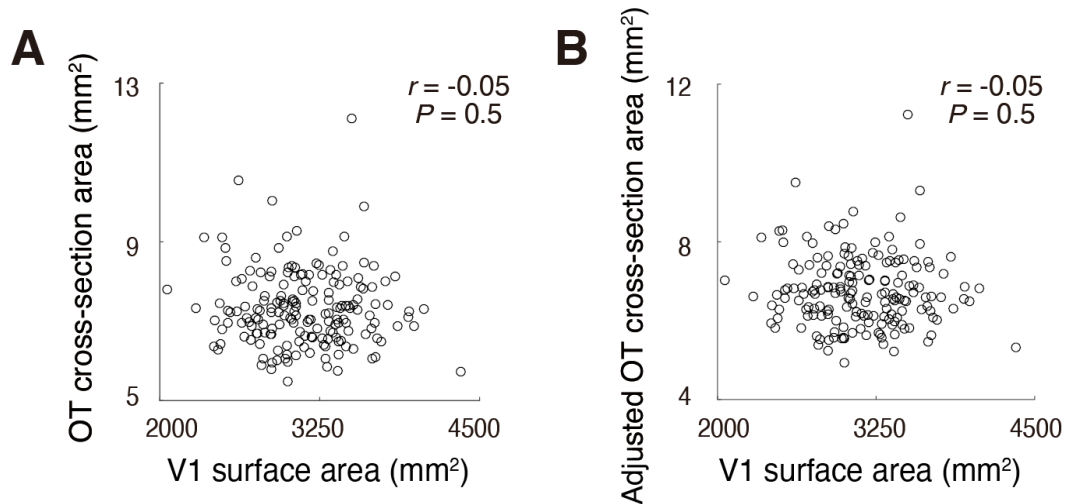 A
OT cross-section area (mm²)
13
9
5
r = -0.05
P = 0.5
2000 3250 4500
V1 surface area (mm²)
B
Adjusted OT cross-section area (mm²)
12
8
4
r = -0.05
P = 0.5
2000 3250 4500
V1 surface area (mm²)